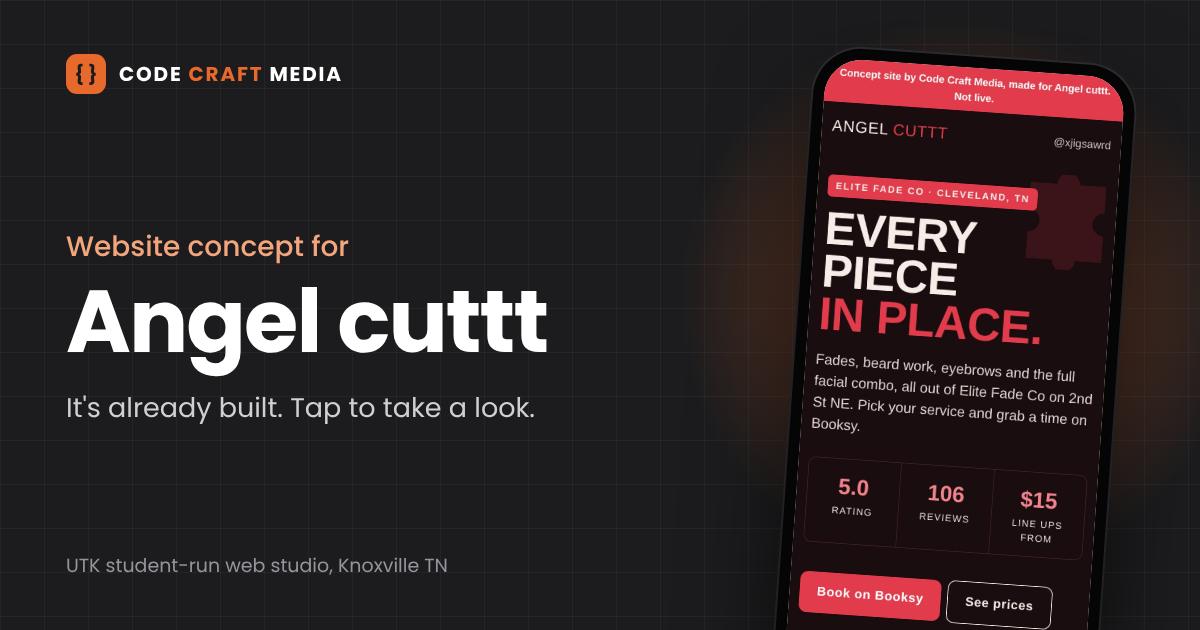 { } CODE CRAFT MEDIA
Website concept for
Angel cuttt
It's already built. Tap to take a look.
UTK student-run web studio, Knoxville TN
Concept site by Code Craft Media, made for Angel cuttt.
Not live.
ANGEL CUTTT
@xjigsawrd
ELITE FADE CO · CLEVELAND, TN
EVERY
PIECE
IN PLACE.
Fades, beard work, eyebrows and the full
facial combo, all out of Elite Fade Co on 2nd
St NE. Pick your service and grab a time on
Booksy.
5.0
RATING
106
REVIEWS
$15
LINE UPS
FROM
Book on Booksy
See prices